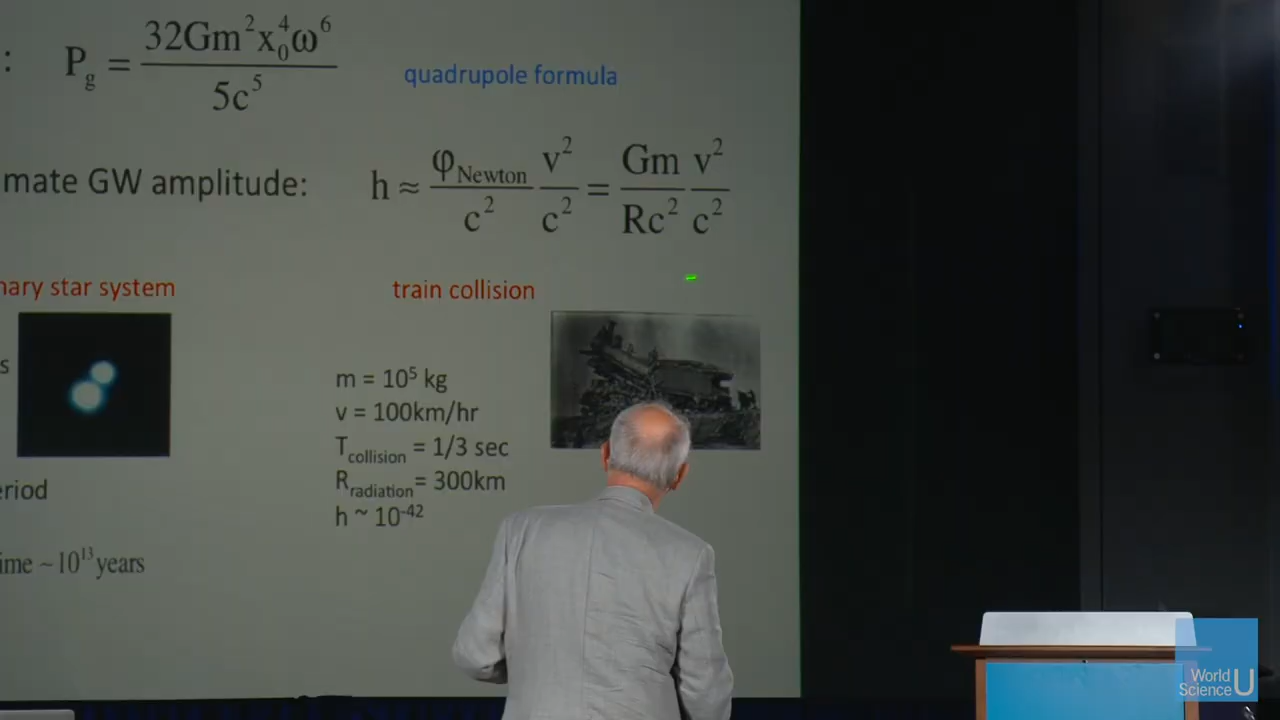 : P_g = 32Gm²x₀⁴ω⁶ / 5c⁵
quadrupole formula
mate GW amplitude: h ≈ φ_Newton/c² v²/c² = Gm/Rc² v²/c²
nary star system
train collision
s
m = 10⁵ kg
v = 100km/hr
T_collision = 1/3 sec
R_radiation = 300km
h ~ 10⁻⁴²
eriod
ime ~ 10¹³ years
World
Science U